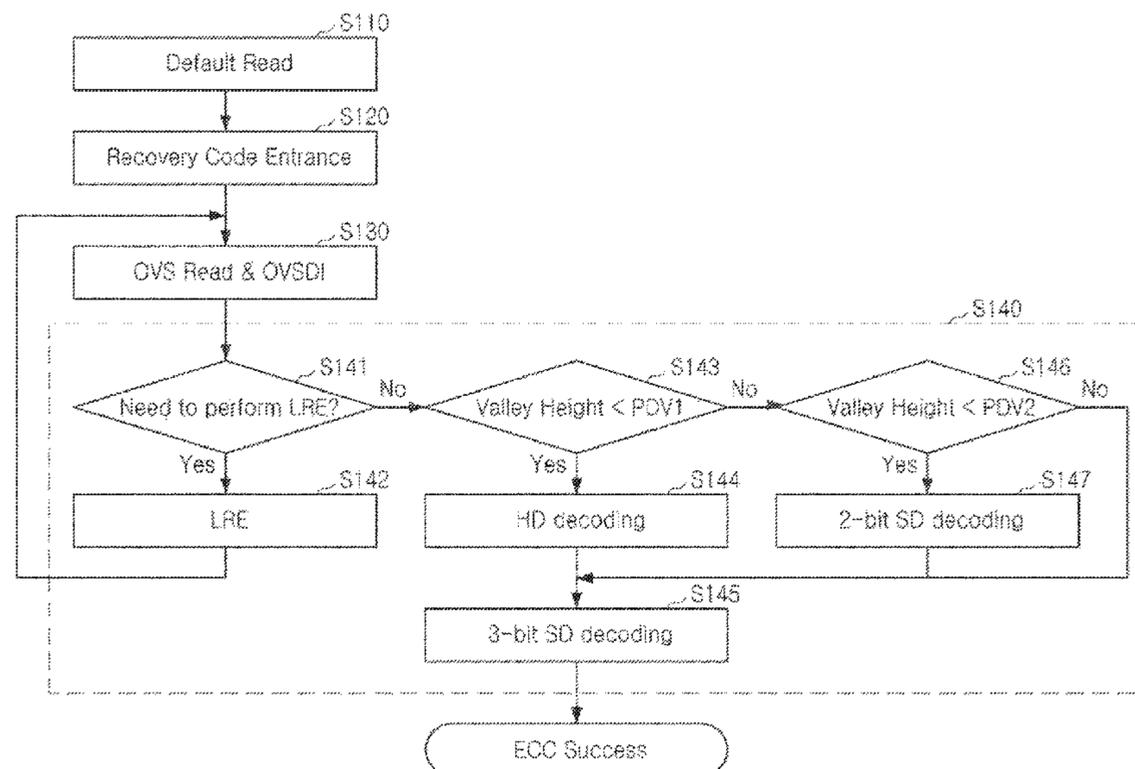 S110
Default Read
S120
Recovery Code Entrance
S130
OVS Read & OVSDI
S140
S141
Need to perform LRE?
No
S143
Valley Height < PDV1
No
S146
Valley Height < PDV2
No
Yes
Yes
Yes
S142
LRE
S144
HD decoding
S147
2-bit SD decoding
S145
3-bit SD decoding
ECC Success